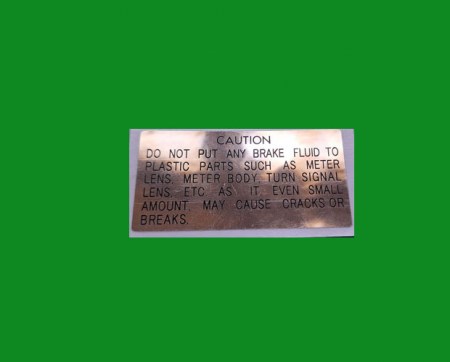 CAUTION
DO NOT PUT ANY BRAKE FLUID TO
PLASTIC PARTS SUCH AS METER
LENS, METER BODY, TURN SIGNAL
LENS, ETC AS IT, EVEN SMALL
AMOUNT, MAY CAUSE CRACKS OR
BREAKS.